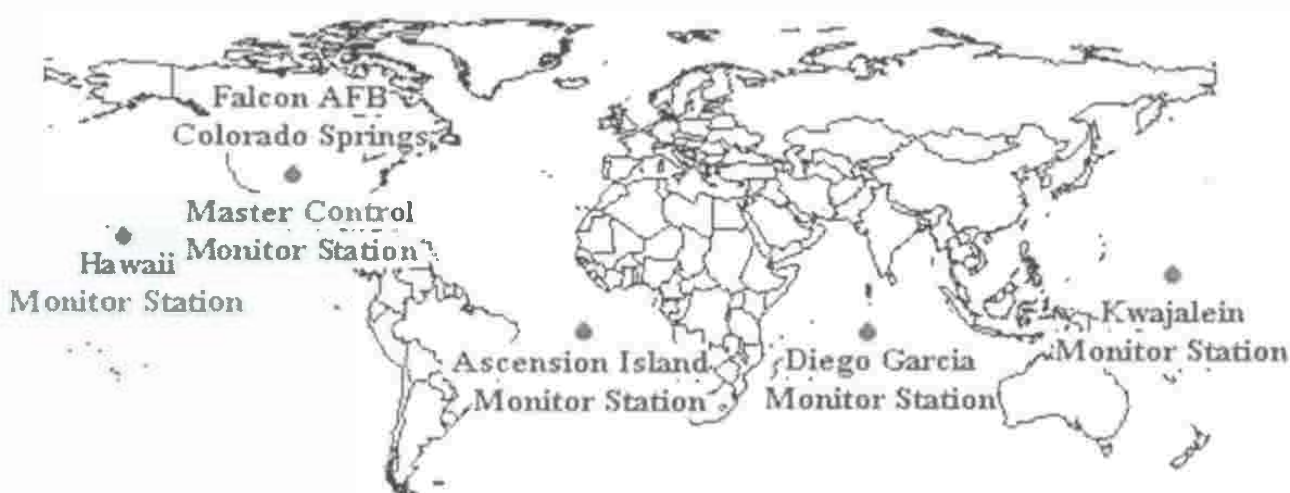 Falcon AFB
Colorado Springs
Master Control
Monitor Station
Hawaii
Monitor Station
Ascension Island
Monitor Station
Diego Garcia
Monitor Station
Kwajalein
Monitor Station